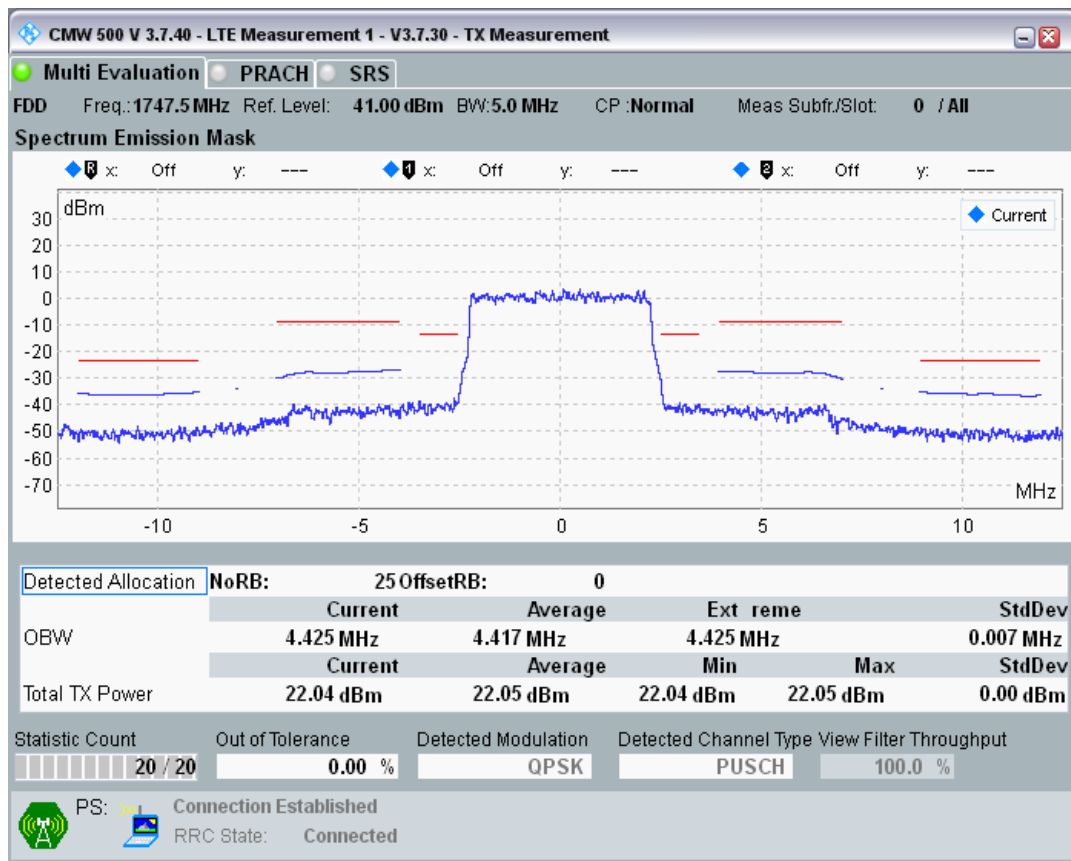 CMW 500 V 3.7.40 - LTE Measurement 1 - V3.7.30 - TX Measurement
Multi Evaluation PRACH SRS
FDD Freq.:1747.5 MHz Ref. Level: 41.00 dBm BW:5.0 MHz CP :Normal Meas Subfr./Slot: 0 / All
Spectrum Emission Mask
R x: Off y: --- 1 x: Off y: --- 2 x: Off y: ---
dBm
Current
30
20
10
0
-10
-20
-30
-40
-50
-60
-70
MHz
-10 -5 0 5 10
Detected Allocation NoRB: 25 OffsetRB: 0
Current Average Ext reme StdDev
OBW 4.425 MHz 4.417 MHz 4.425 MHz 0.007 MHz
Current Average Min Max StdDev
Total TX Power 22.04 dBm 22.05 dBm 22.04 dBm 22.05 dBm 0.00 dBm
Statistic Count Out of Tolerance Detected Modulation Detected Channel Type View Filter Throughput
20 / 20 0.00 % QPSK PUSCH 100.0 %
PS: Connection Established
RRC State: Connected